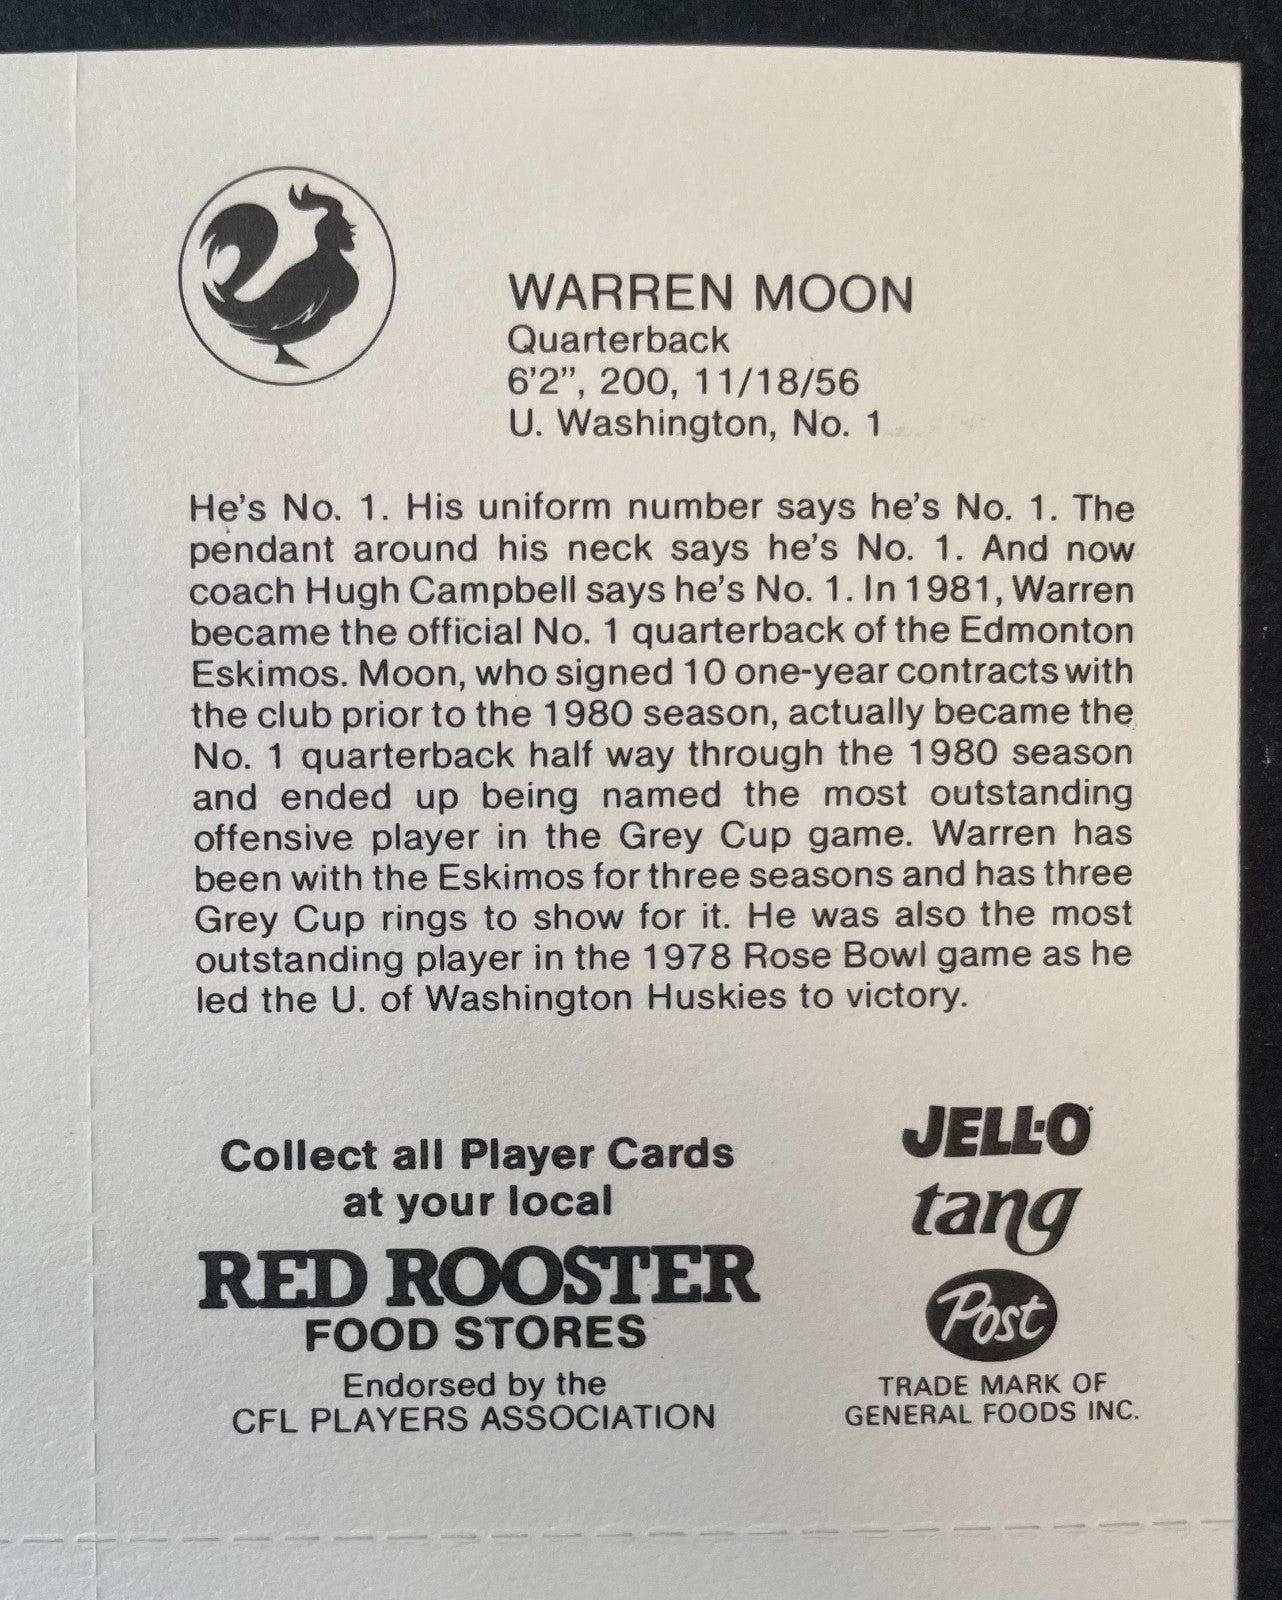 WARREN MOON
Quarterback
6'2", 200, 11/18/56
U. Washington, No. 1
He's No. 1. His uniform number says he's No. 1. The
pendant around his neck says he's No. 1. And now
coach Hugh Campbell says he's No. 1. In 1981, Warren
became the official No. 1 quarterback of the Edmonton
Eskimos. Moon, who signed 10 one-year contracts with
the club prior to the 1980 season, actually became the
No. 1 quarterback half way through the 1980 season
and ended up being named the most outstanding
offensive player in the Grey Cup game. Warren has
been with the Eskimos for three seasons and has three
Grey Cup rings to show for it. He was also the most
outstanding player in the 1978 Rose Bowl game as he
led the U. of Washington Huskies to victory.
Collect all Player Cards
at your local
RED ROOSTER
FOOD STORES
Endorsed by the
CFL PLAYERS ASSOCIATION
JELL-O
tang
Post
TRADE MARK OF
GENERAL FOODS INC.